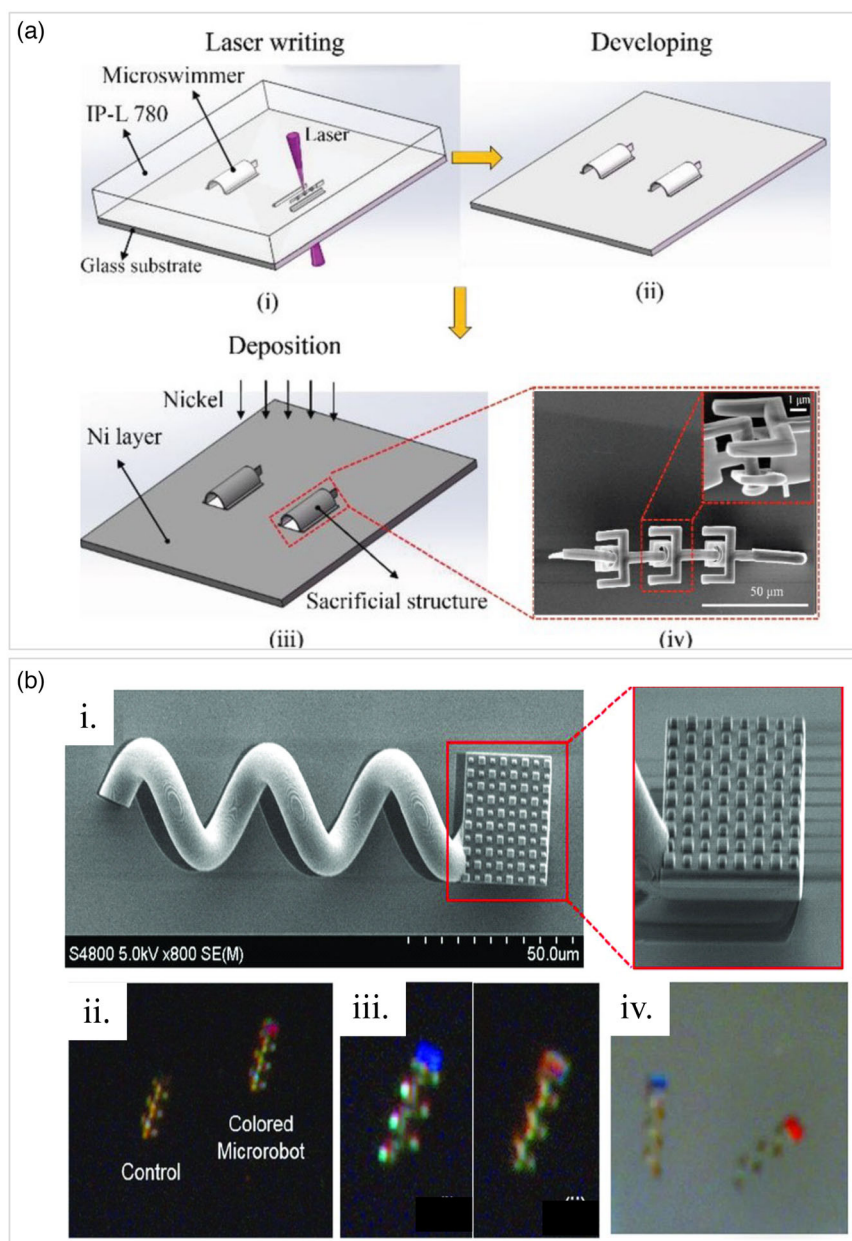 (a)
Laser writing
Developing
Microswimmer
IP-L 780
Laser
Glass substrate
(i)
(ii)
Deposition
Nickel
Ni layer
Sacrificial structure
(iii)
1 μm
50 μm
(iv)
(b)
i.
S4800 5.0kV x800 SE(M)
50.0um
ii.
Control
Colored
Microrobot
iii.
iv.